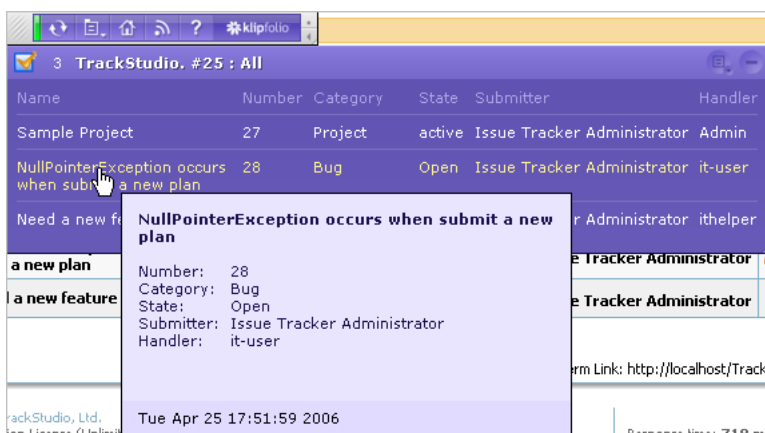 ? klipfolio
3 TrackStudio. #25 : All
Name Number Category State Submitter Handler
Sample Project 27 Project active Issue Tracker Administrator Admin
NullPointerException occurs 28 Bug Open Issue Tracker Administrator it-user
when submit a new plan
Need a new Administrator ithelper
NullPointerException occurs when submit a new
plan
Number: 28
Category: Bug
State: Open
Submitter: Issue Tracker Administrator
Handler: it-user
Tue Apr 25 17:51:59 2006
a new plan Tracker Administrator
a new feature Tracker Administrator
Link: http://localhost/Track
rackStudio, Ltd.